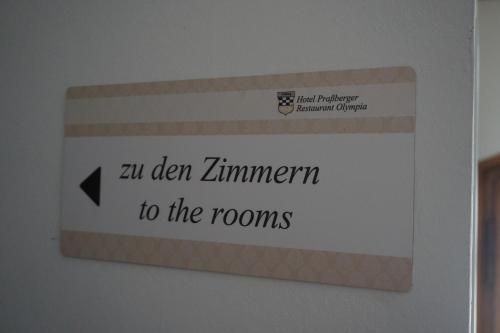 Hotel Praßberger
Restaurant Olympia
zu den Zimmern
to the rooms